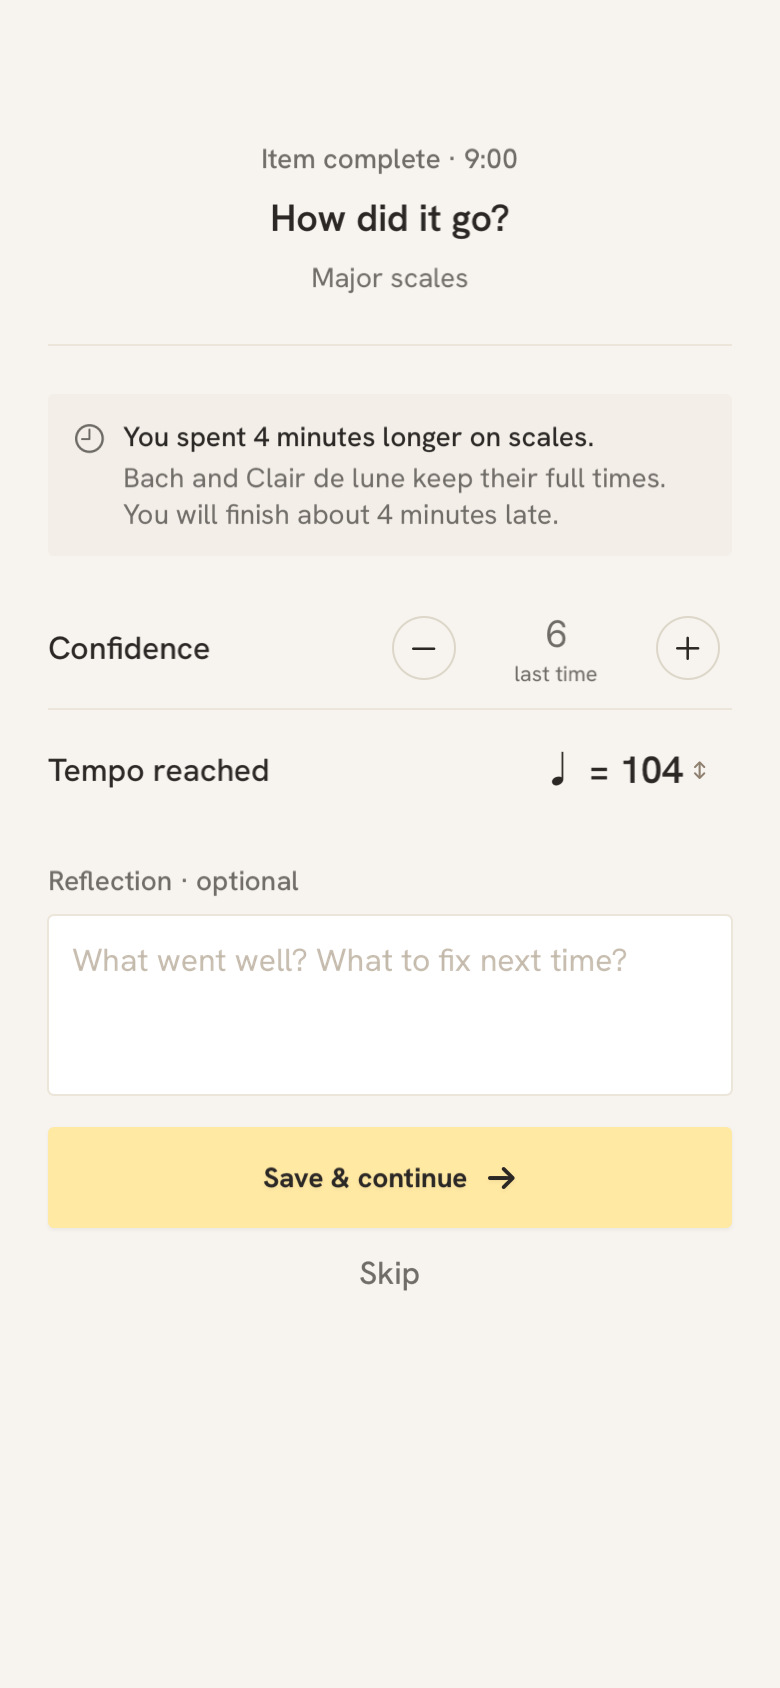 Item complete · 9:00
How did it go?
Major scales
You spent 4 minutes longer on scales.
Bach and Clair de lune keep their full times.
You will finish about 4 minutes late.
Confidence
6
last time
Tempo reached
♩ = 104
Reflection · optional
What went well? What to fix next time?
Save & continue →
Skip